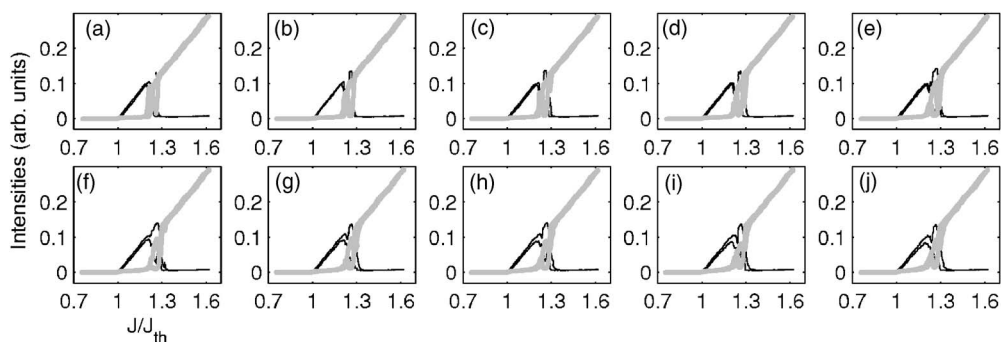 Intensities (arb. units)
(a) (b) (c) (d) (e)
0.2 0.2 0.2 0.2 0.2
0.1 0.1 0.1 0.1 0.1
0 0 0 0 0
0.7 1 1.3 1.6 0.7 1 1.3 1.6 0.7 1 1.3 1.6 0.7 1 1.3 1.6 0.7 1 1.3 1.6
(f) (g) (h) (i) (j)
0.2 0.2 0.2 0.2 0.2
0.1 0.1 0.1 0.1 0.1
0 0 0 0 0
0.7 1 1.3 1.6 0.7 1 1.3 1.6 0.7 1 1.3 1.6 0.7 1 1.3 1.6 0.7 1 1.3 1.6
J/Jth